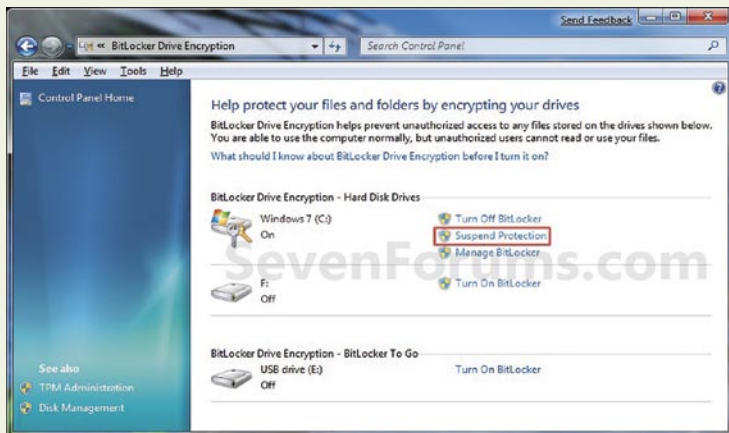 Send Feedback
« BitLocker Drive Encryption
Search Control Panel
File Edit View Tools Help
Control Panel Home
Help protect your files and folders by encrypting your drives
BitLocker Drive Encryption helps prevent unauthorized access to any files stored on the drives shown below.
You are able to use the computer normally, but unauthorized users cannot read or use your files.
What should I know about BitLocker Drive Encryption before I turn it on?
BitLocker Drive Encryption - Hard Disk Drives
Windows 7 (C:)
On
Turn Off BitLocker
Suspend Protection
Manage BitLocker
SevenForums.com
F:
Off
Turn On BitLocker
BitLocker Drive Encryption - BitLocker To Go
USB drive (E:)
Off
Turn On BitLocker
See also
TPM Administration
Disk Management